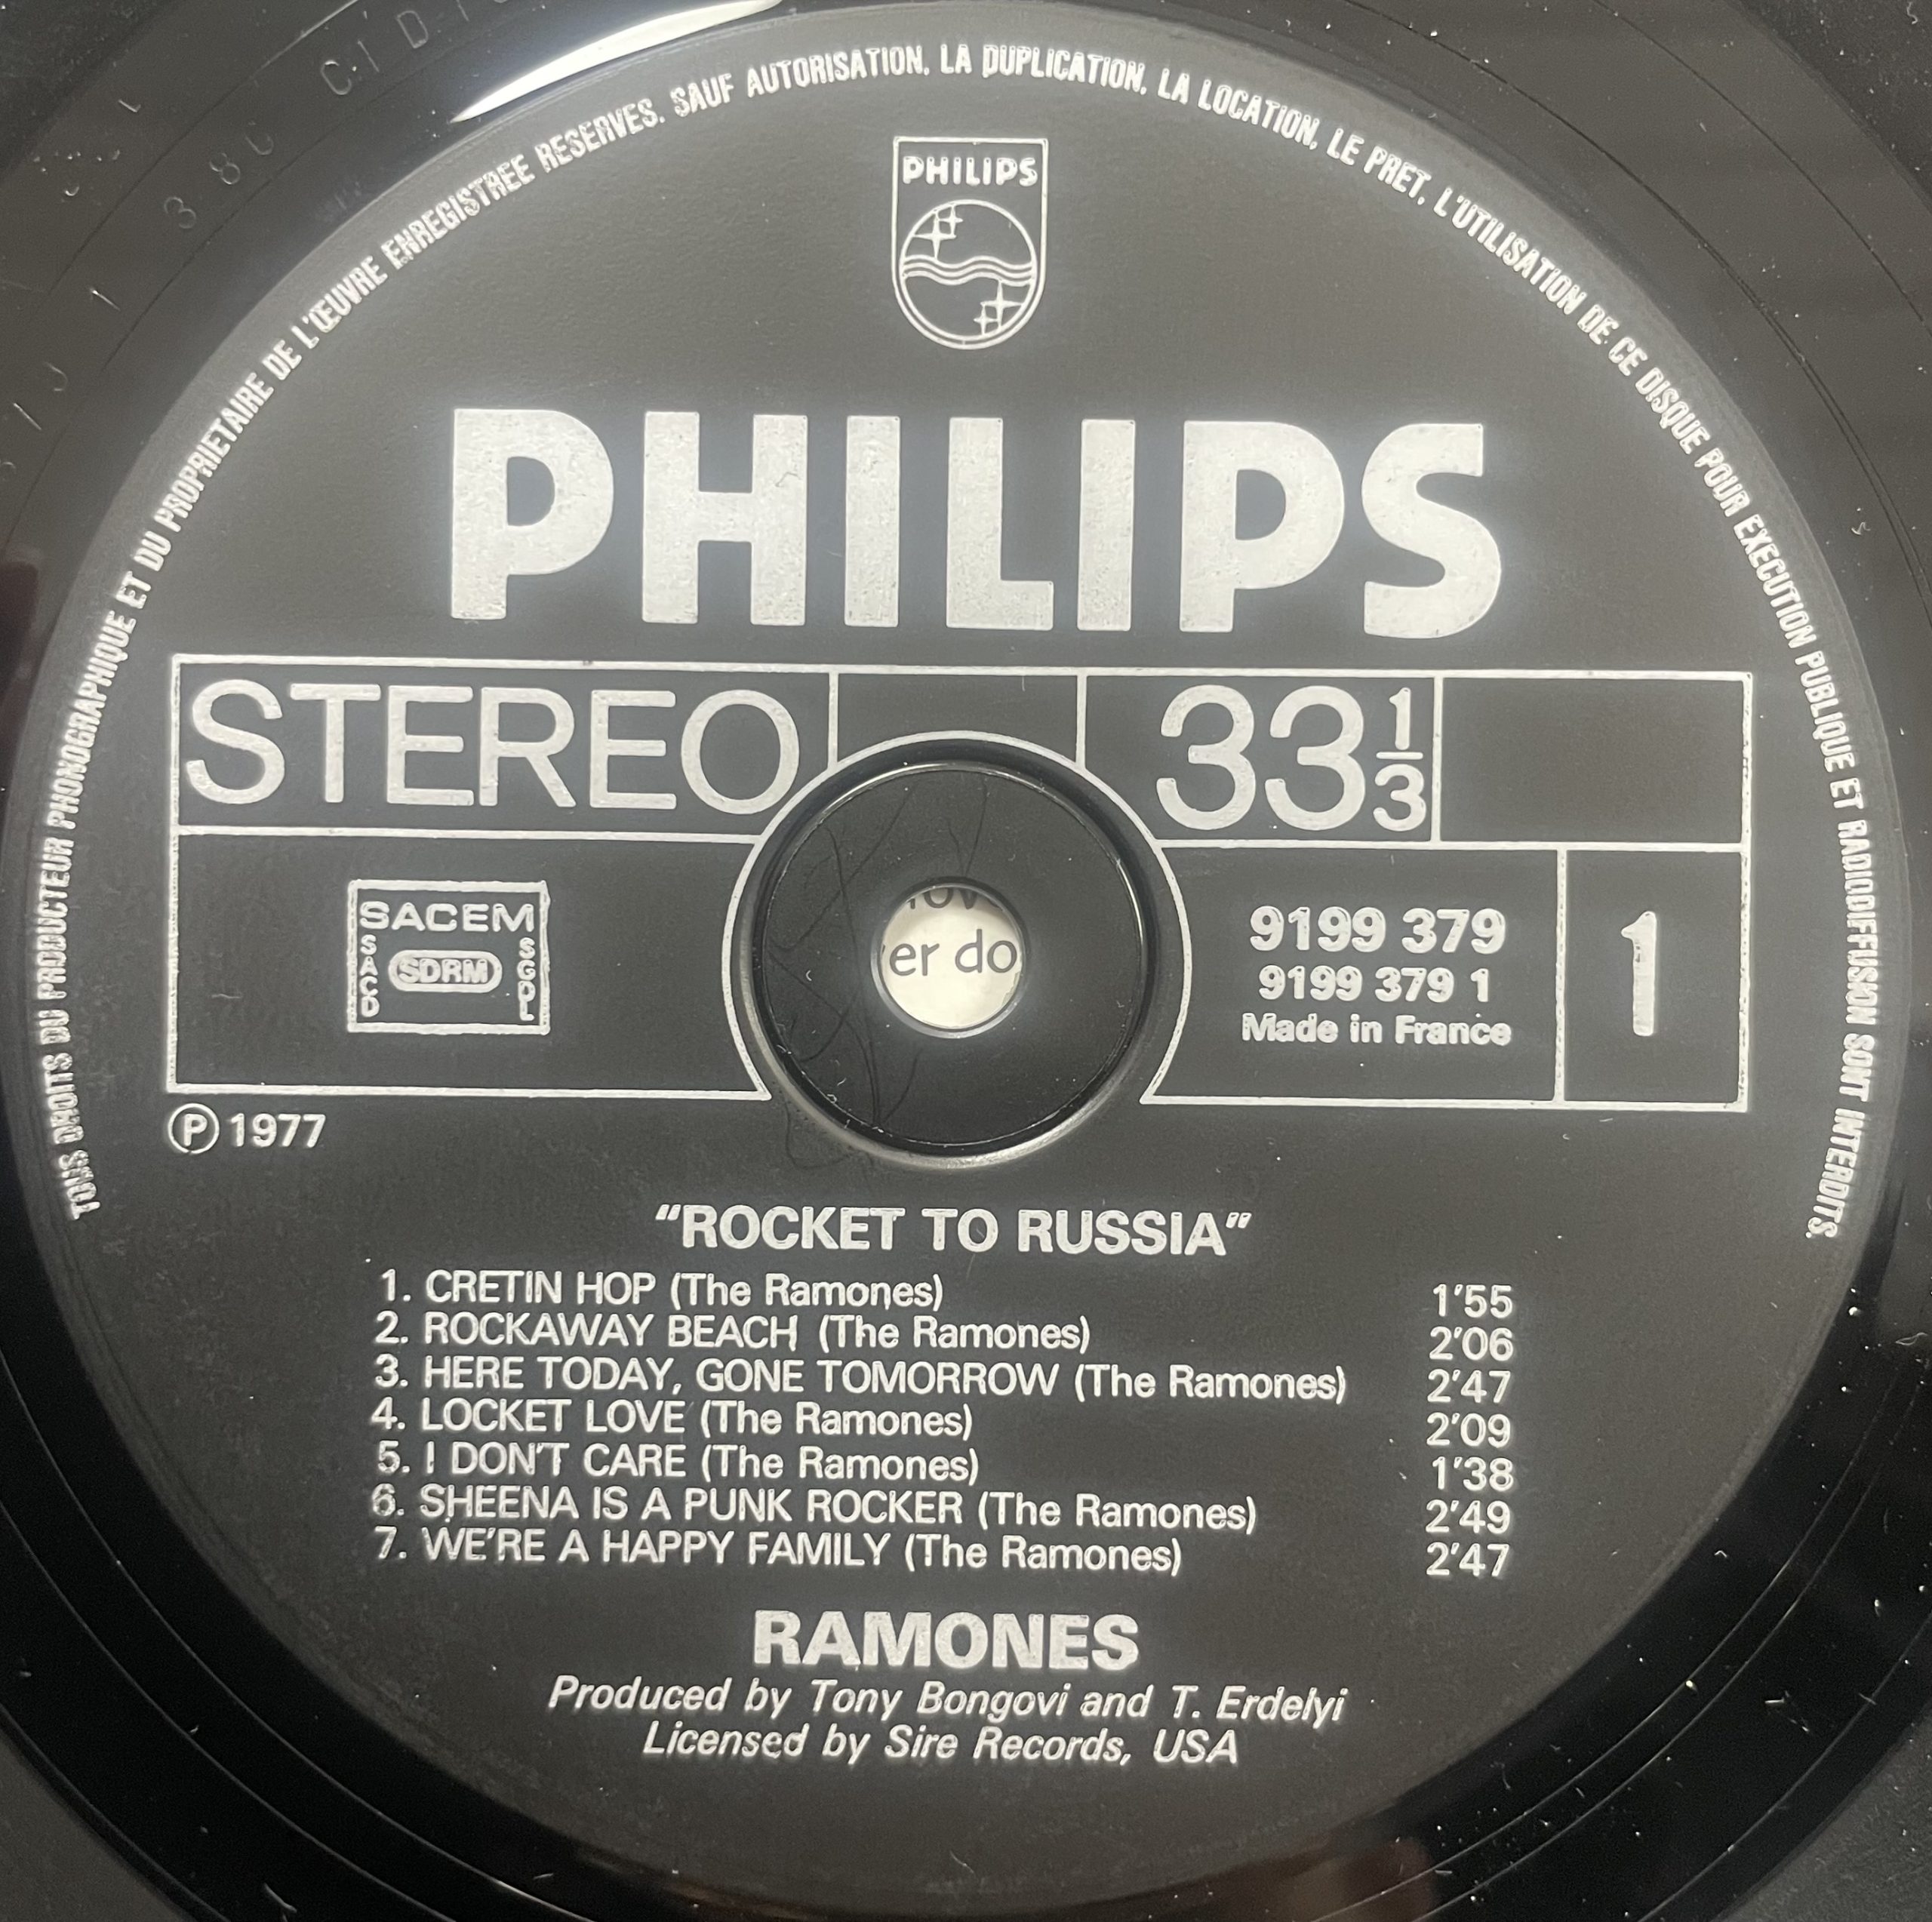 TOUS DROITS DU PRODUCTEUR PHONOGRAPHIQUE ET DU PROPRIETAIRE DE L'ŒUVRE ENREGISTREE RESERVES. SAUF AUTORISATION, LA DUPLICATION, LA LOCATION, LE PRET, L'UTILISATION DE CE DISQUE POUR EXECUTION PUBLIQUE ET RADIODIFFUSION SONT INTERDITS.
PHILIPS
PHILIPS
STEREO
33 1/3
SACEM
SACD
SDRM
SGDL
er do
9199 379
9199 379 1
Made in France
1
Ⓟ 1977
"ROCKET TO RUSSIA"
1. CRETIN HOP (The Ramones) 1'55
2. ROCKAWAY BEACH (The Ramones) 2'06
3. HERE TODAY, GONE TOMORROW (The Ramones) 2'47
4. LOCKET LOVE (The Ramones) 2'09
5. I DON'T CARE (The Ramones) 1'38
6. SHEENA IS A PUNK ROCKER (The Ramones) 2'49
7. WE'RE A HAPPY FAMILY (The Ramones) 2'47
RAMONES
Produced by Tony Bongovi and T. Erdelyi
Licensed by Sire Records, USA